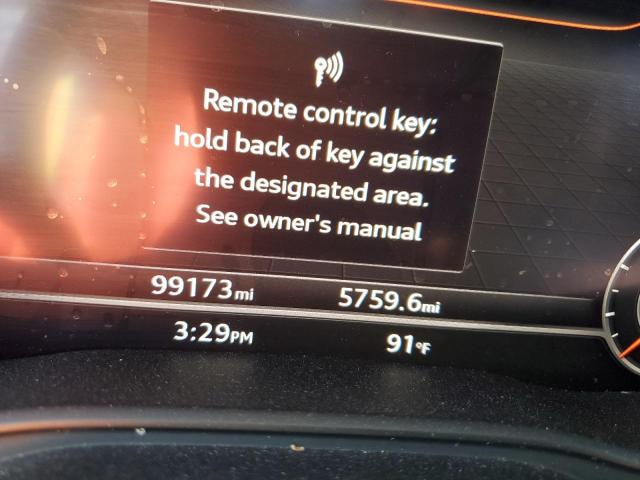 Remote control key:
hold back of key against
the designated area.
See owner's manual
99173mi 5759.6mi
3:29PM 91°F